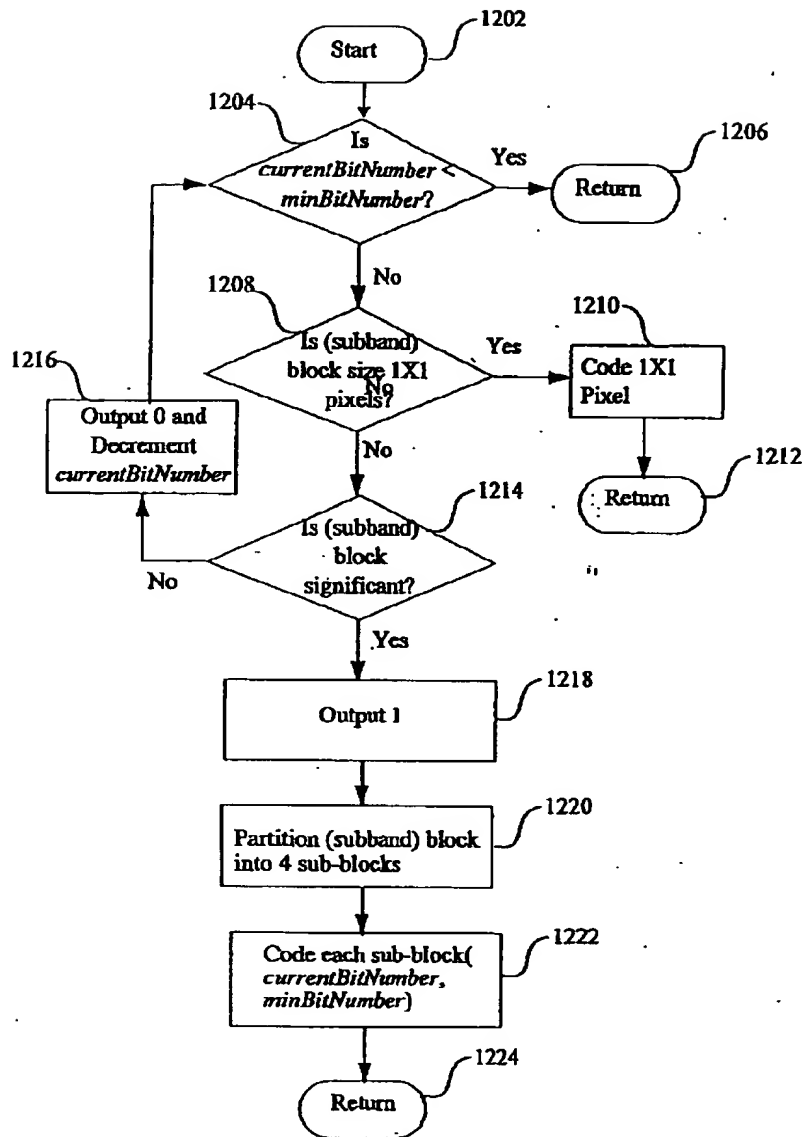 1202
Start
1204
Is
currentBitNumber <
minBitNumber?
Yes
1206
Return
No
1208
Is (subband)
block size 1X1
No
pixels?
Yes
1210
Code 1X1
Pixel
1216
Output 0 and
Decrement
currentBitNumber
No
1212
Return
1214
Is (subband)
block
significant?
No
Yes
1218
Output 1
1220
Partition (subband) block
into 4 sub-blocks
1222
Code each sub-block(
currentBitNumber,
minBitNumber)
1224
Return